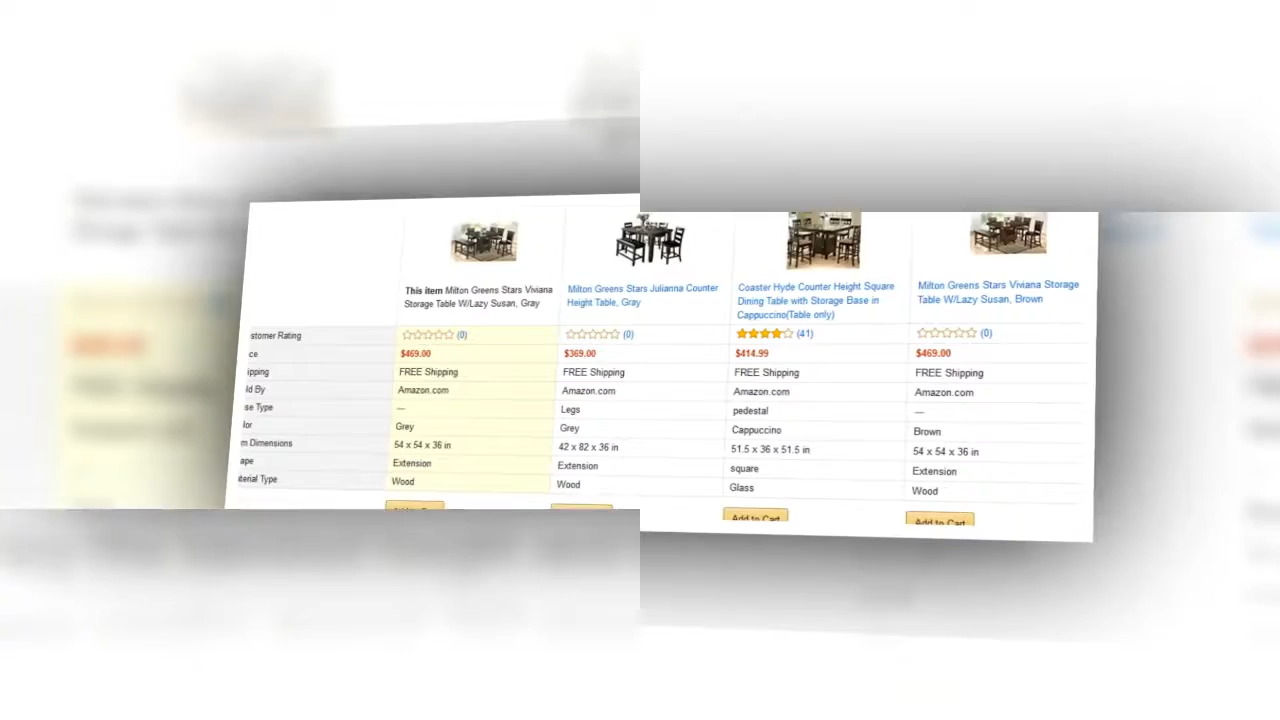 This item Milton Greens Stars Viviana
Storage Table W/Lazy Susan, Gray
Milton Greens Stars Julianna Counter
Height Table, Gray
Coaster Hyde Counter Height Square
Dining Table with Storage Base in
Cappuccino(Table only)
Milton Greens Stars Viviana Storage
Table W/Lazy Susan, Brown
stomer Rating (0) (0) (41) (0)
ce $469.00 $369.00 $414.99 $469.00
ipping FREE Shipping FREE Shipping FREE Shipping FREE Shipping
ld By Amazon.com Amazon.com Amazon.com Amazon.com
se Type — Legs pedestal —
lor Grey Grey Cappuccino Brown
m Dimensions 54 x 54 x 36 in 42 x 82 x 36 in 51.5 x 36 x 51.5 in 54 x 54 x 36 in
ape Extension Extension square Extension
terial Type Wood Wood Glass Wood
Add to Cart Add to Cart